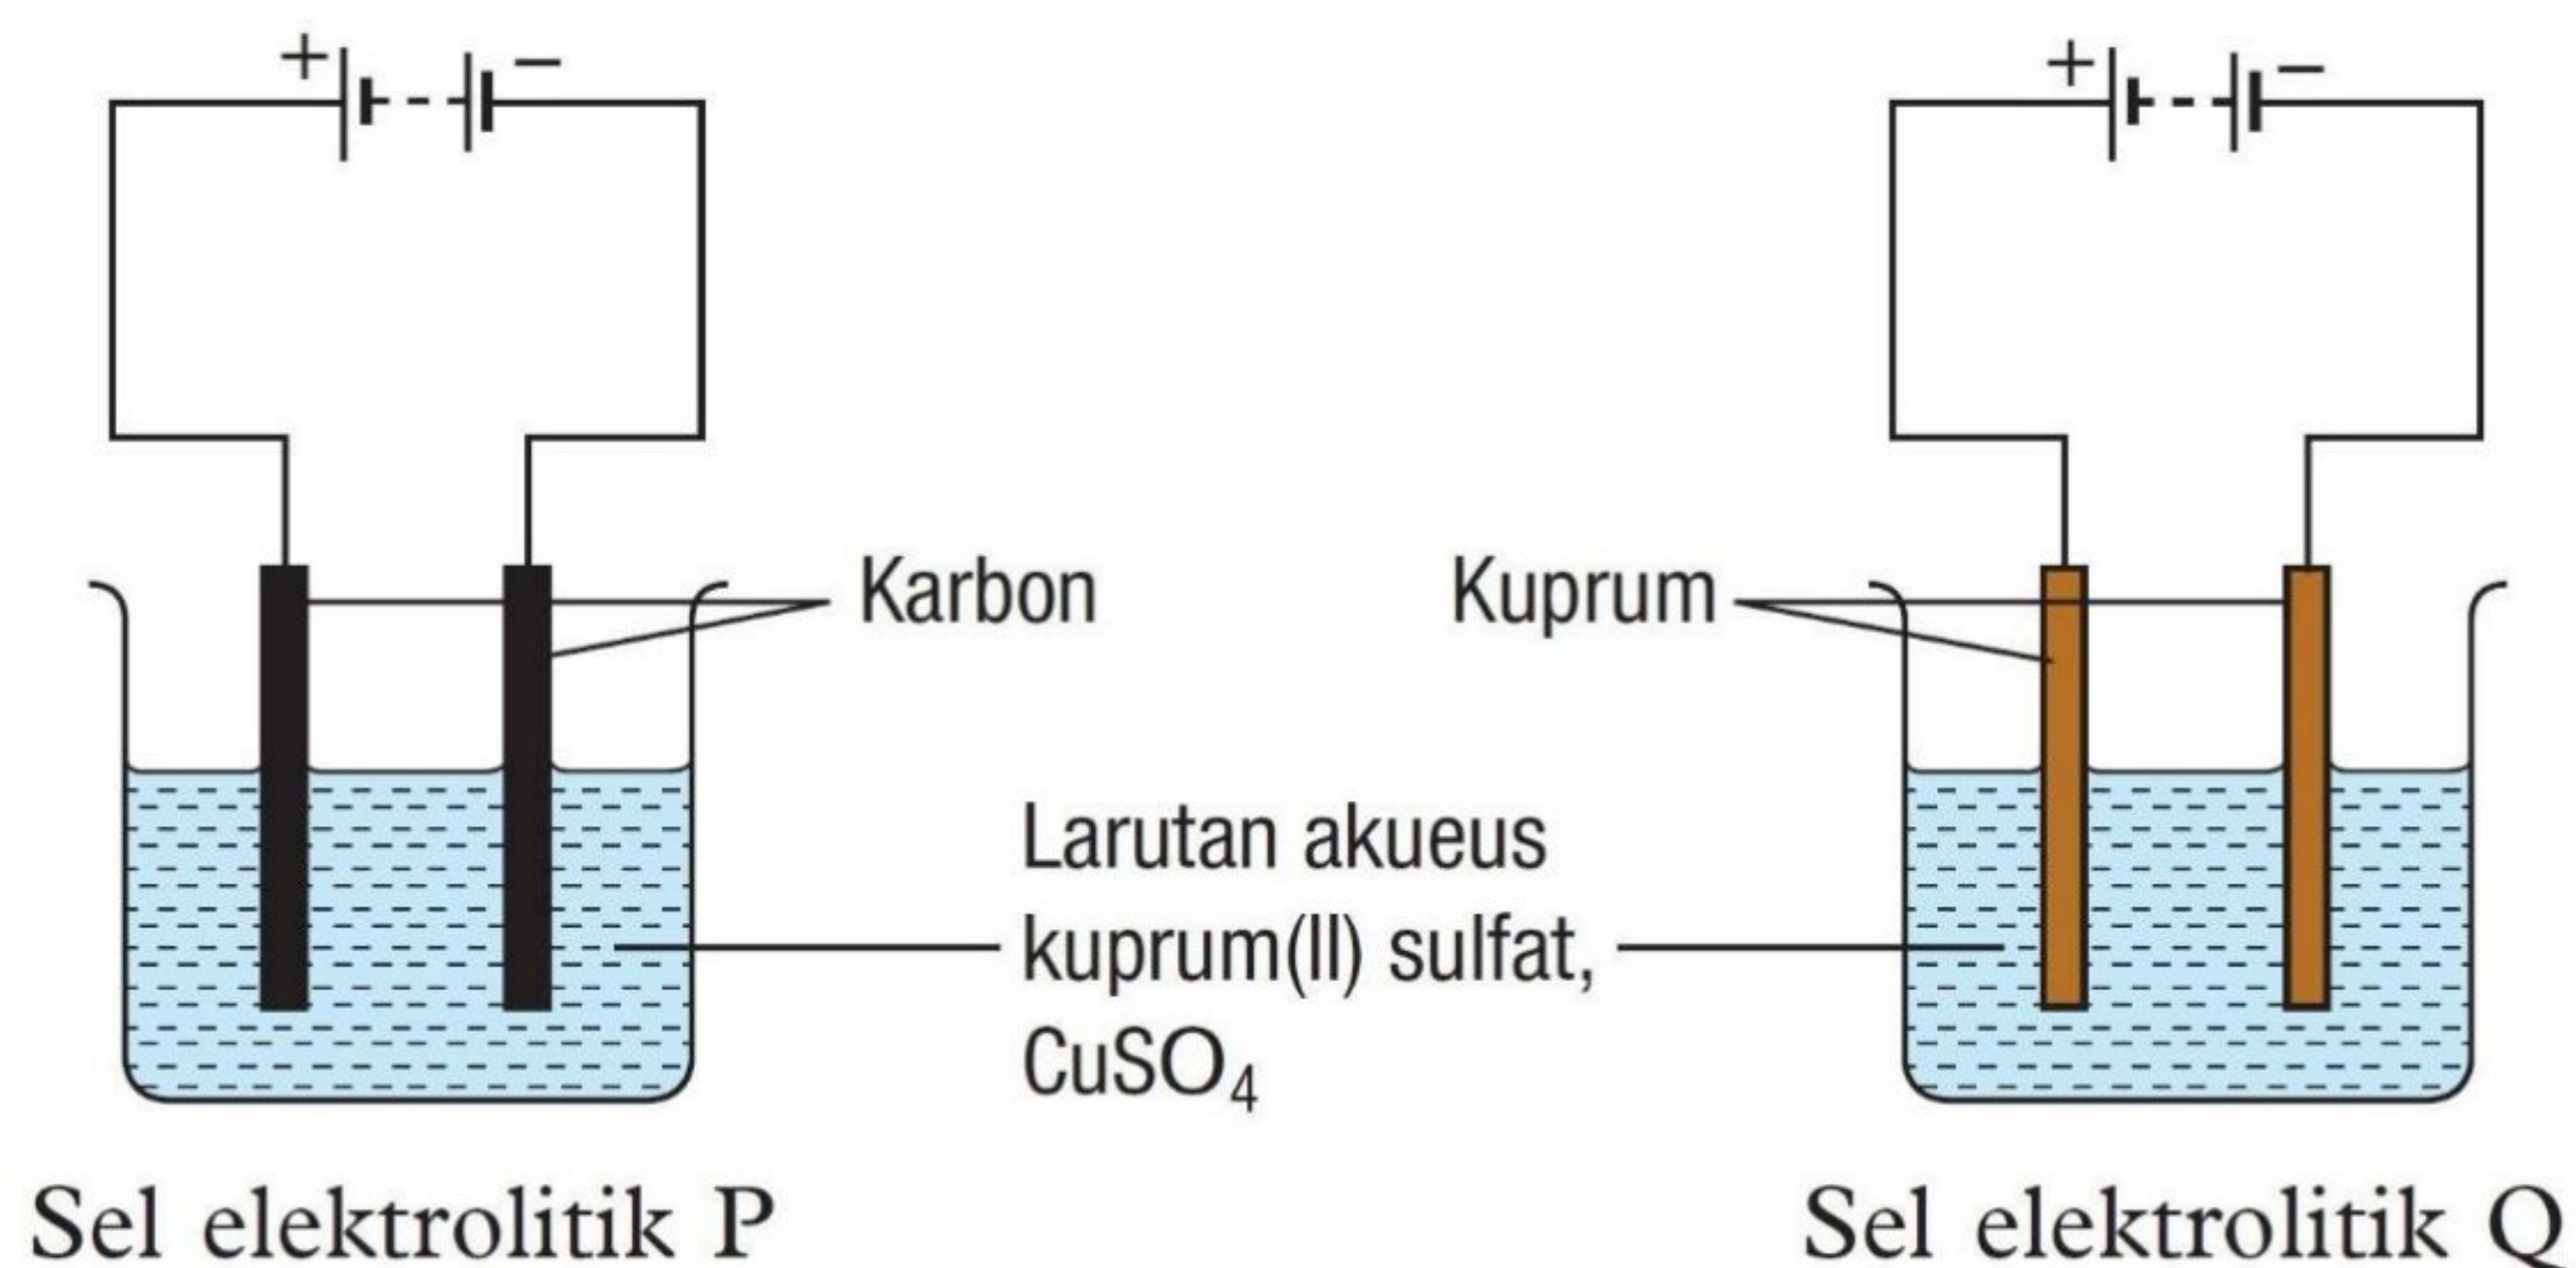 + −
+ −
Karbon
Kuprum
Larutan akueus
kuprum(II) sulfat,
CuSO₄
Sel elektrolitik P
Sel elektrolitik Q